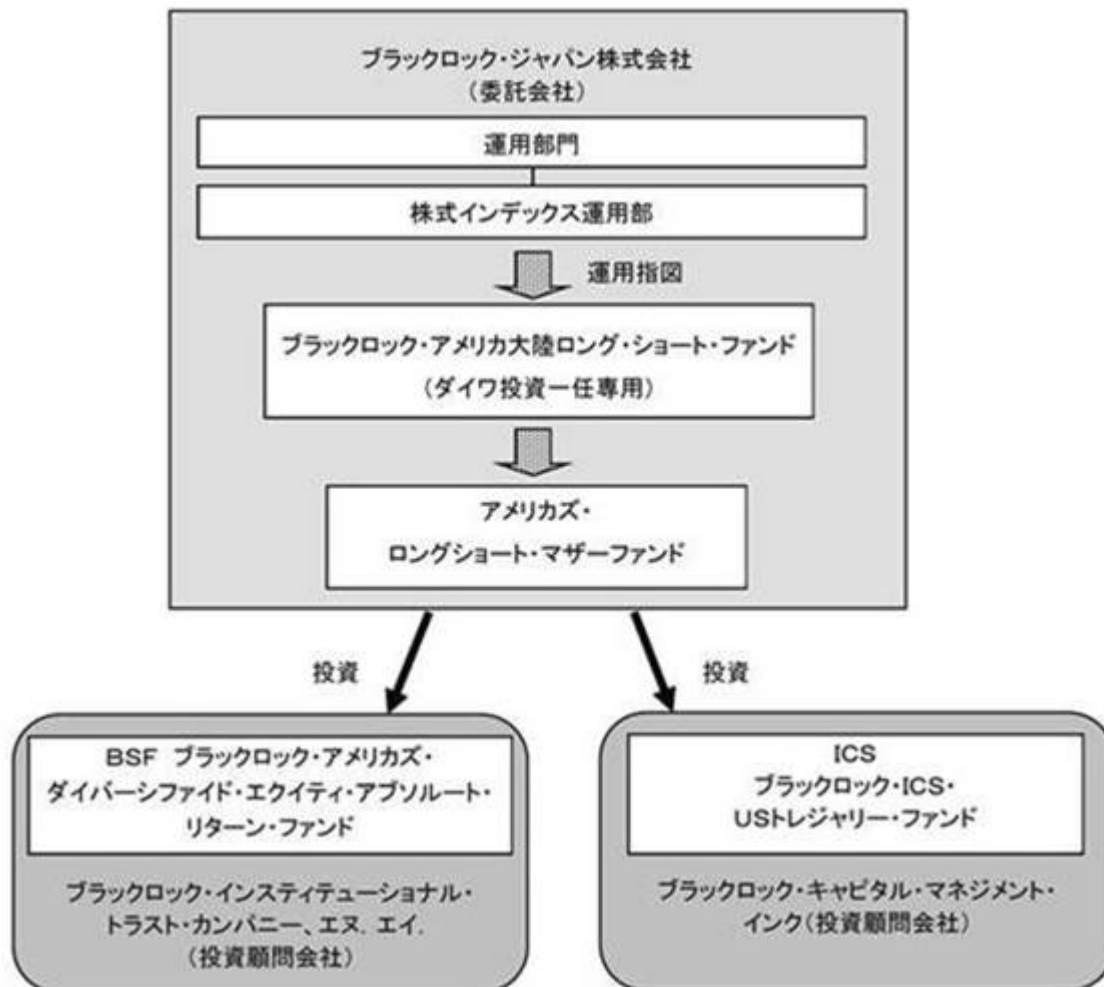 ブラックロック・ジャパン株式会社
(委託会社)
運用部門
株式インデックス運用部
運用指図
ブラックロック・アメリカ大陸ロング・ショート・ファンド
(ダイワ投資一任専用)
アメリカズ・
ロングショート・マザーファンド
投資
投資
BSF ブラックロック・アメリカズ・
ダイバーシファイド・エクイティ・アブソルート・
リターン・ファンド
ブラックロック・インスティテューショナル・
トラスト・カンパニー、エヌ.エイ.
(投資顧問会社)
ICS
ブラックロック・ICS・
USトレジャリー・ファンド
ブラックロック・キャピタル・マネジメント・
インク(投資顧問会社)